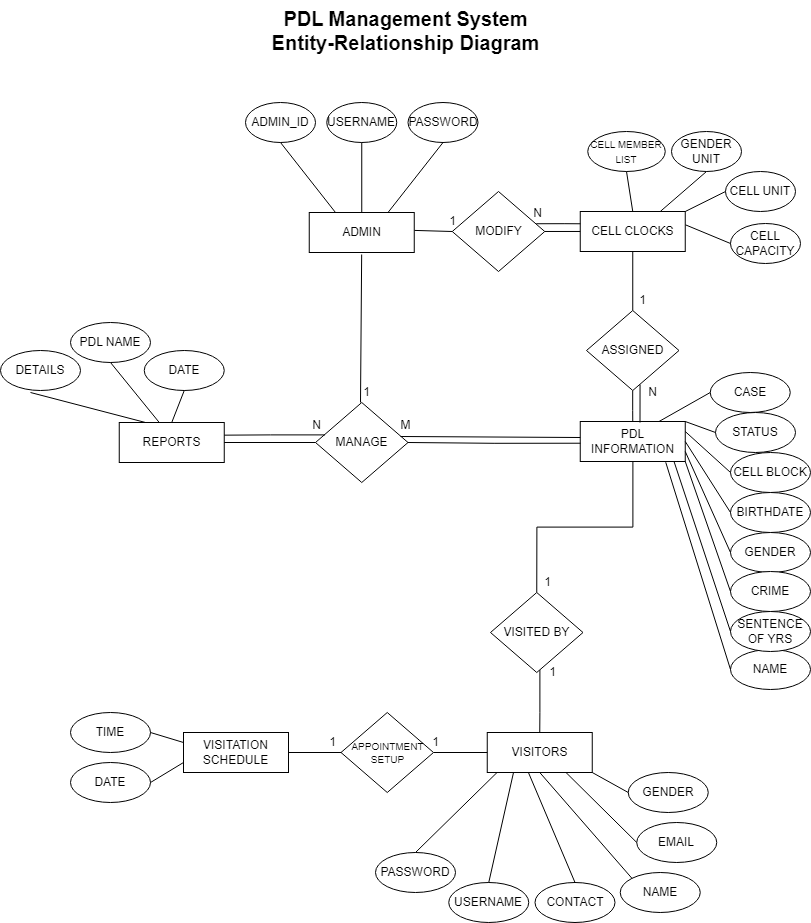 PDL Management System
Entity-Relationship Diagram
ADMIN_ID
USERNAME
PASSWORD
CELL MEMBER
LIST
GENDER
UNIT
CELL UNIT
CELL
CAPACITY
ADMIN
1
MODIFY
N
CELL CLOCKS
1
ASSIGNED
N
PDL NAME
DETAILS
DATE
REPORTS
N
1
MANAGE
M
PDL
INFORMATION
CASE
STATUS
CELL BLOCK
BIRTHDATE
GENDER
CRIME
SENTENCE
OF YRS
NAME
1
VISITED BY
1
TIME
DATE
VISITATION
SCHEDULE
1
APPOINTMENT
SETUP
1
VISITORS
GENDER
EMAIL
NAME
CONTACT
USERNAME
PASSWORD